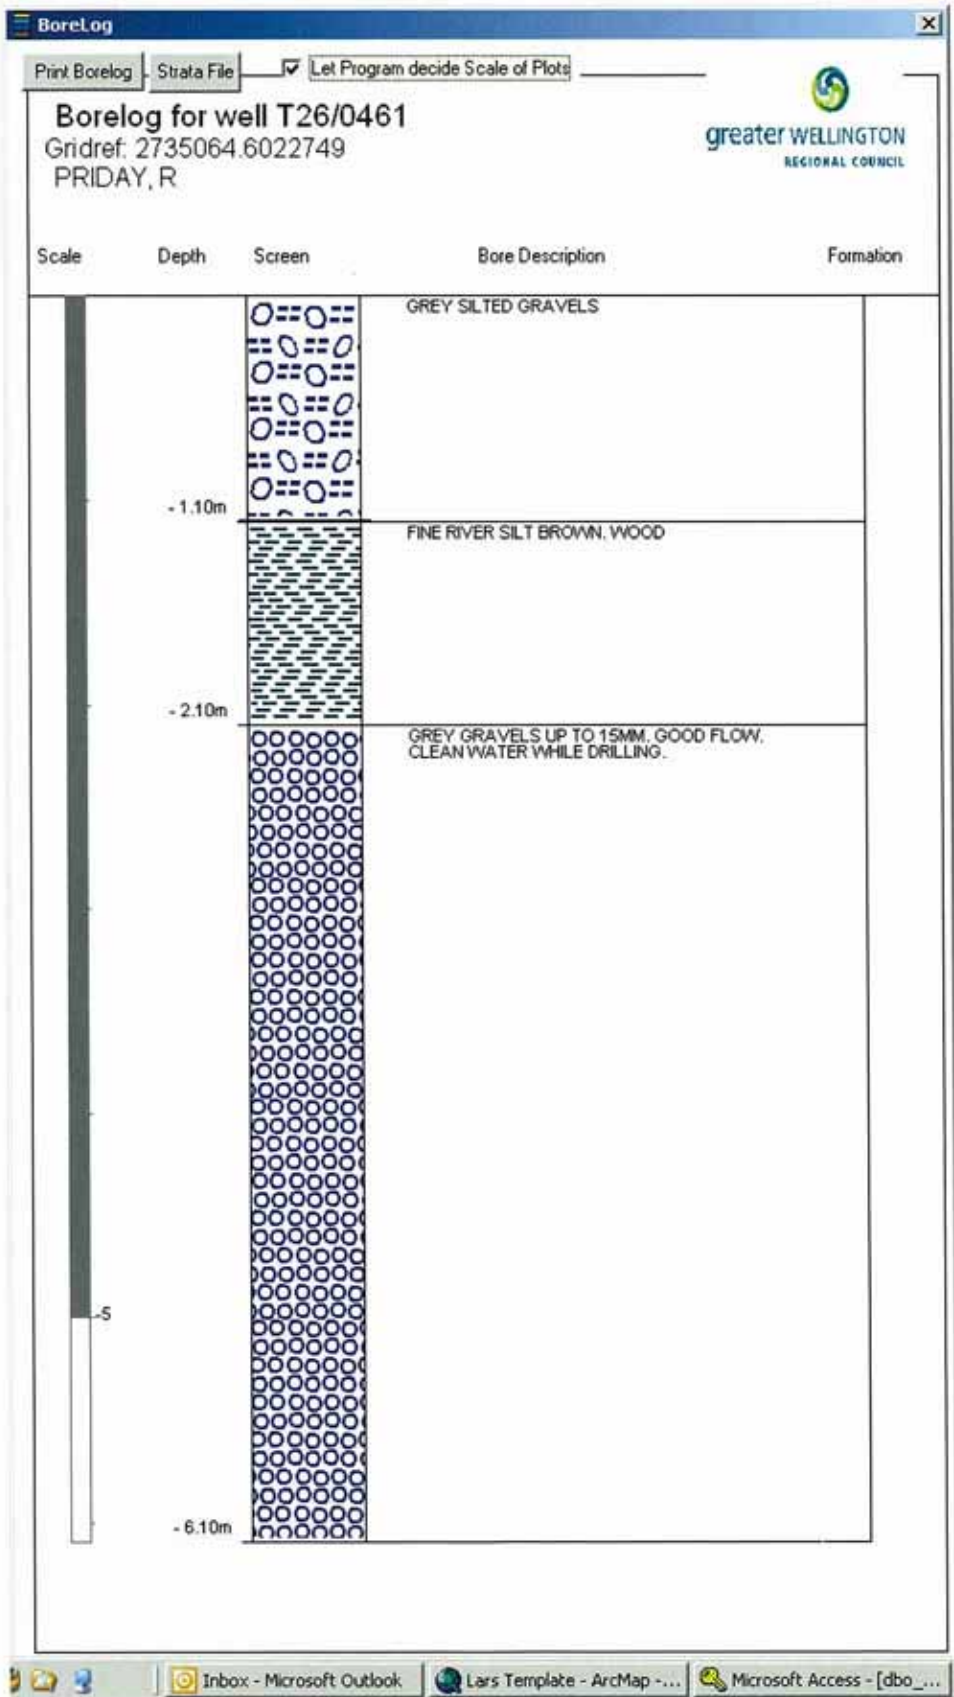 BoreLog
Print Borelog Strata File Let Program decide Scale of Plots
Borelog for well T26/0461
Gridref: 2735064.6022749
PRIDAY, R
greater WELLINGTON
REGIONAL COUNCIL
Scale Depth Screen Bore Description Formation
GREY SILTED GRAVELS
- 1.10m
FINE RIVER SILT BROWN, WOOD
- 2.10m
GREY GRAVELS UP TO 15MM. GOOD FLOW.
CLEAN WATER WHILE DRILLING.
-5
- 6.10m
Inbox - Microsoft Outlook Lars Template - ArcMap -... Microsoft Access - [dbo_...